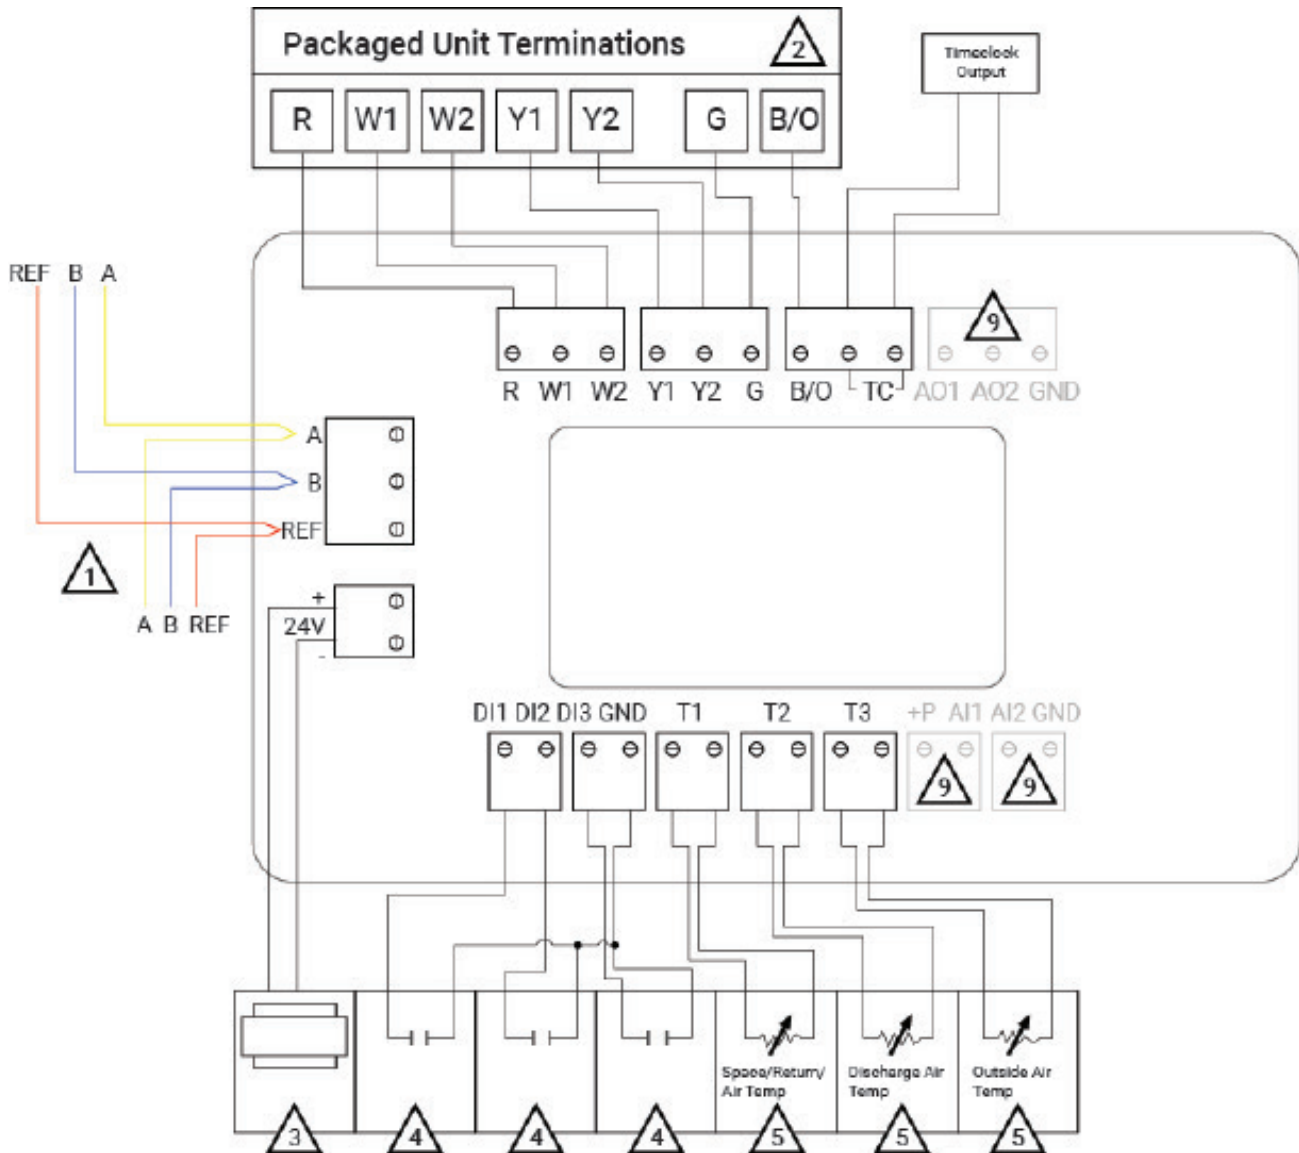 Packaged Unit Terminations 2
Timeclock
Output
R W1 W2 Y1 Y2 G B/O
REF B A
9
R W1 W2 Y1 Y2 G B/O TC AO1 AO2 GND
A
B
REF
1
+
24V
-
A B REF
DI1 DI2 DI3 GND T1 T2 T3 +P AI1 AI2 GND
9 9
Space/Return/
Air Temp
Discharge Air
Temp
Outside Air
Temp
3 4 4 4 5 5 5